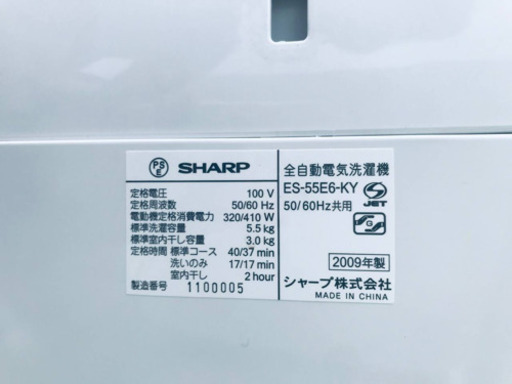 PS E SHARP
定格電圧 100 V
定格周波数 50/60 Hz
電動機定格消費電力 320/410 W
標準洗濯容量 5.5 kg
標準室内干し容量 3.0 kg
定格時間 標準コース 40/37 min
洗いのみ 17/17 min
室内干し 2 hour
製造番号 1100005
全自動電気洗濯機
ES-55E6-KY
50/60Hz共用
S JET
2009年製
シャープ株式会社
MADE IN CHINA